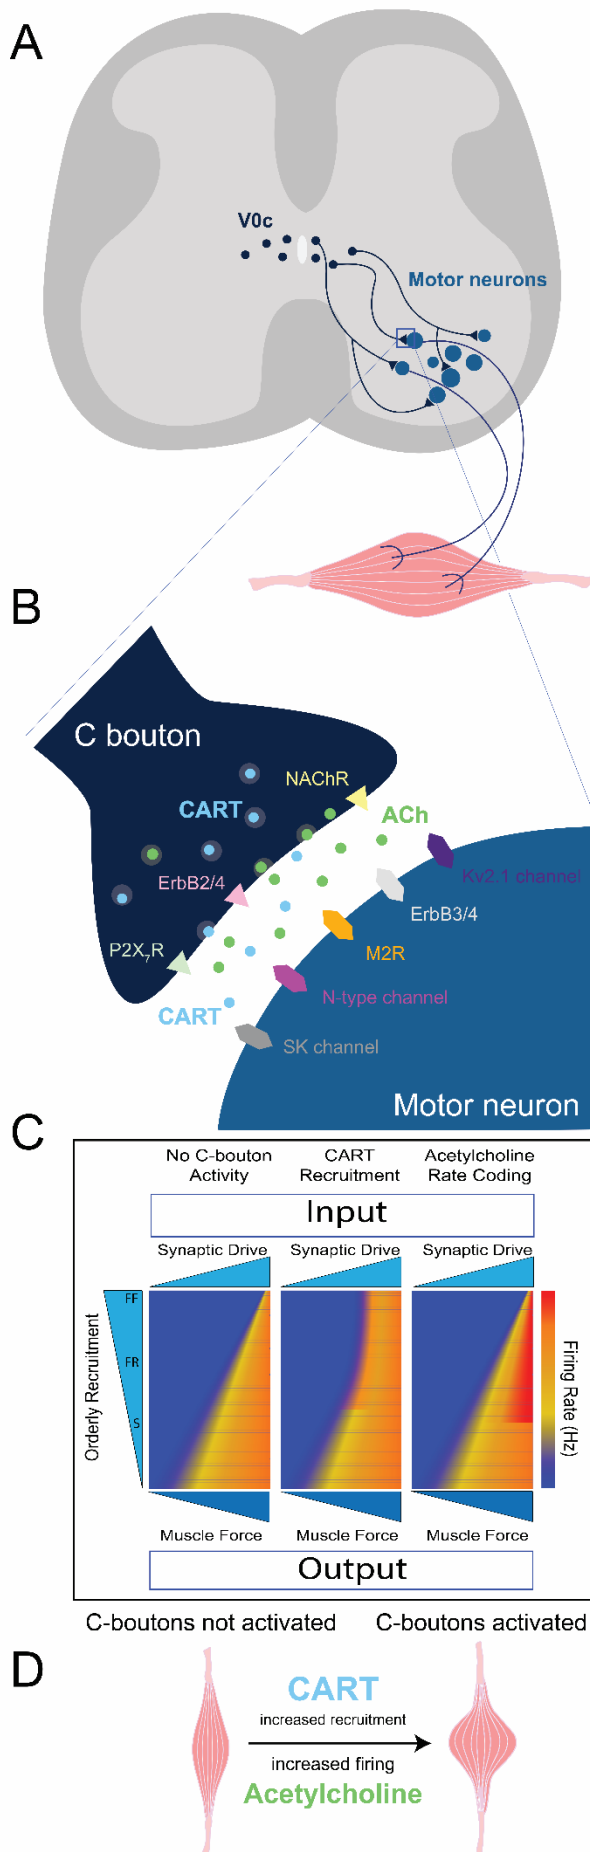 A
V0c
Motor neurons
B
C bouton
NAChR
CART
ACh
Kv2.1 channel
ErbB2/4
ErbB3/4
P2X7R
M2R
N-type channel
CART
SK channel
Motor neuron
C
No C-bouton
Activity
CART
Recruitment
Acetylcholine
Rate Coding
Input
Synaptic Drive
Synaptic Drive
Synaptic Drive
Orderly Recruitment
FF
FR
S
Firing Rate (Hz)
Muscle Force
Muscle Force
Muscle Force
Output
C-boutons not activated
C-boutons activated
D
CART
increased recruitment
increased firing
Acetylcholine